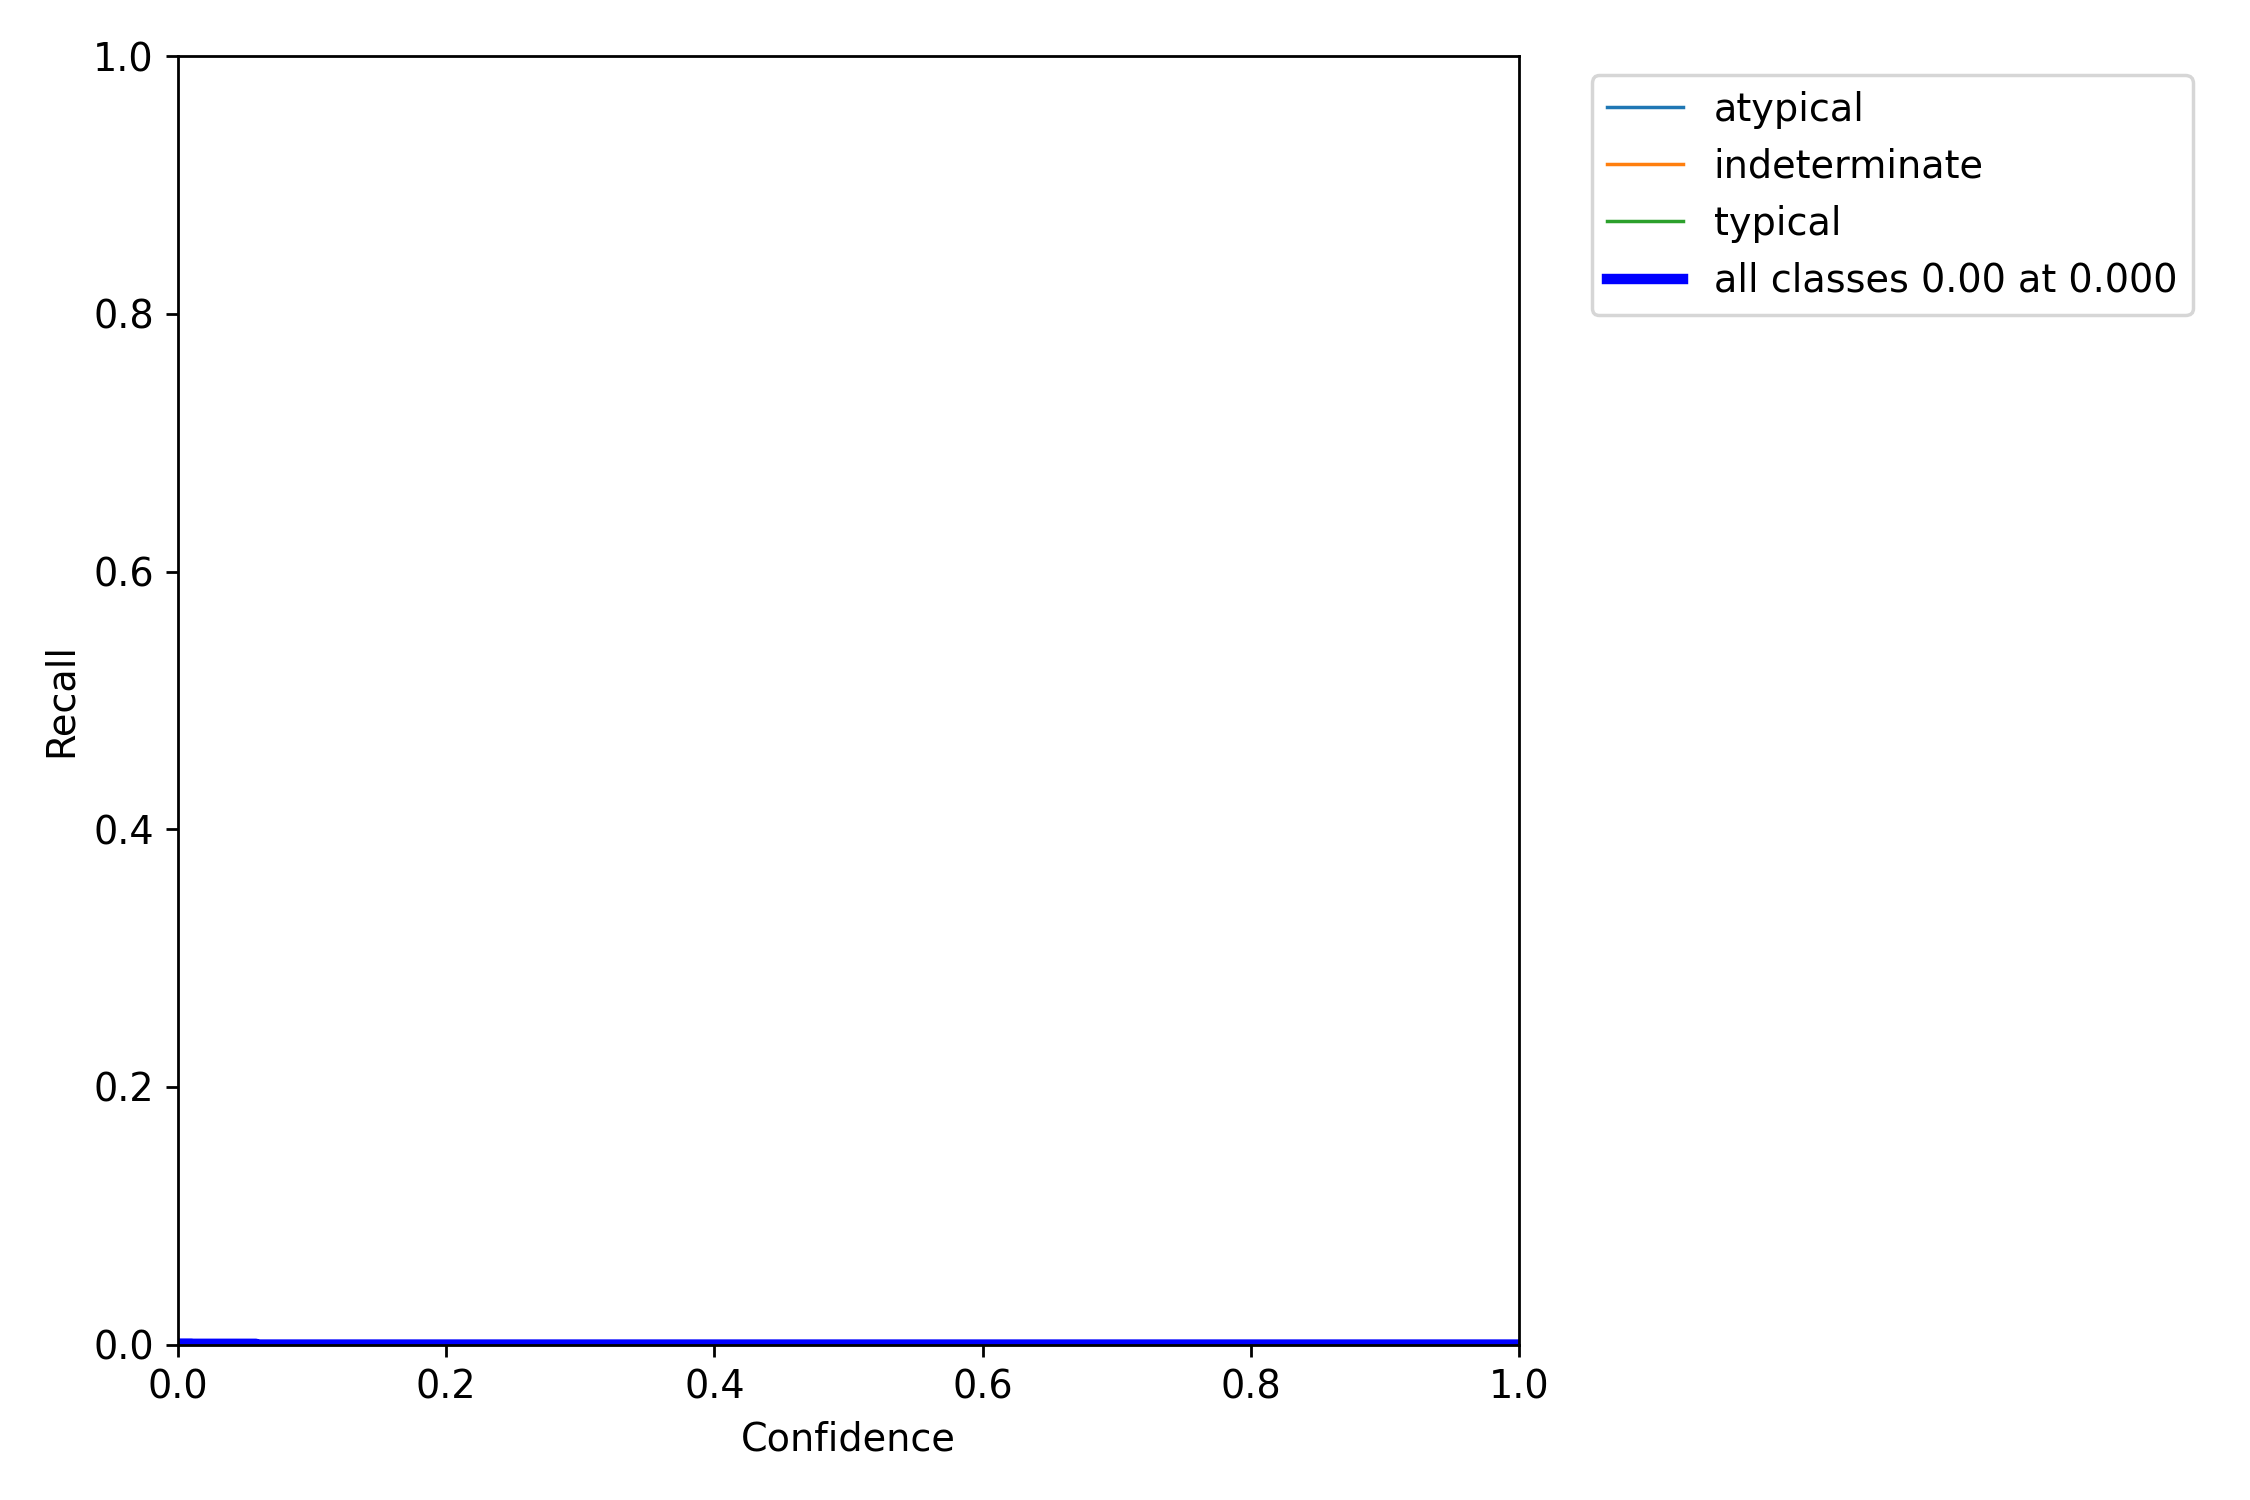 1.0
0.8
0.6
0.4
0.2
0.0
Recall
0.0 0.2 0.4 0.6 0.8 1.0
Confidence
atypical
indeterminate
typical
all classes 0.00 at 0.000